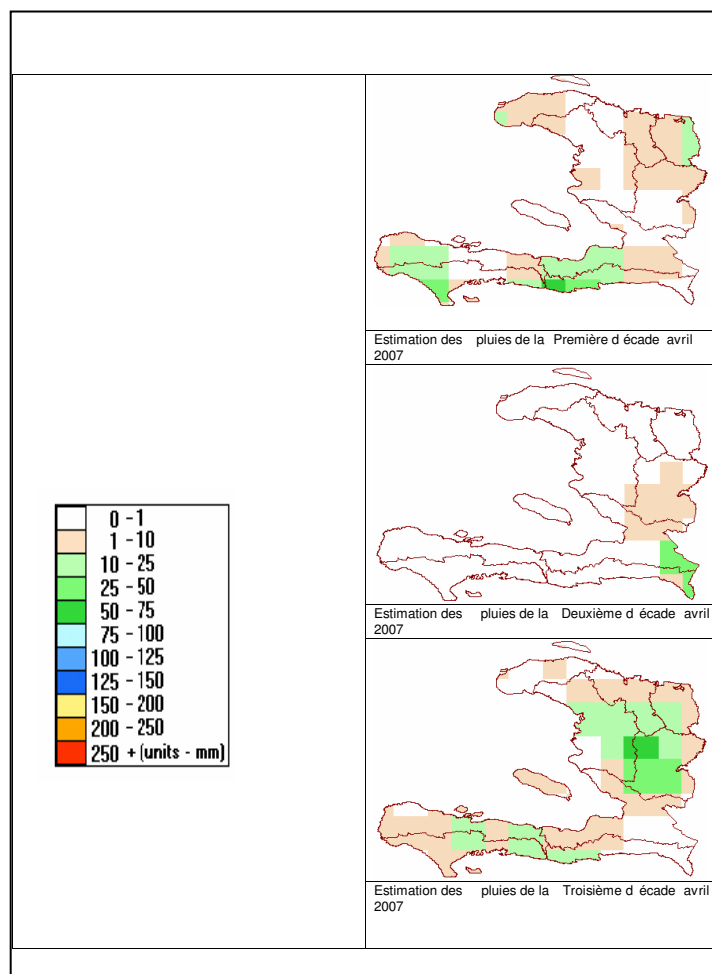 Estimation des pluies de la Première d écade avril
2007
0 - 1
1 - 10
10 - 25
25 - 50
50 - 75
75 - 100
100 - 125
125 - 150
150 - 200
200 - 250
250 + (units - mm)
Estimation des pluies de la Deuxième d écade avril
2007
Estimation des pluies de la Troisième d écade avril
2007